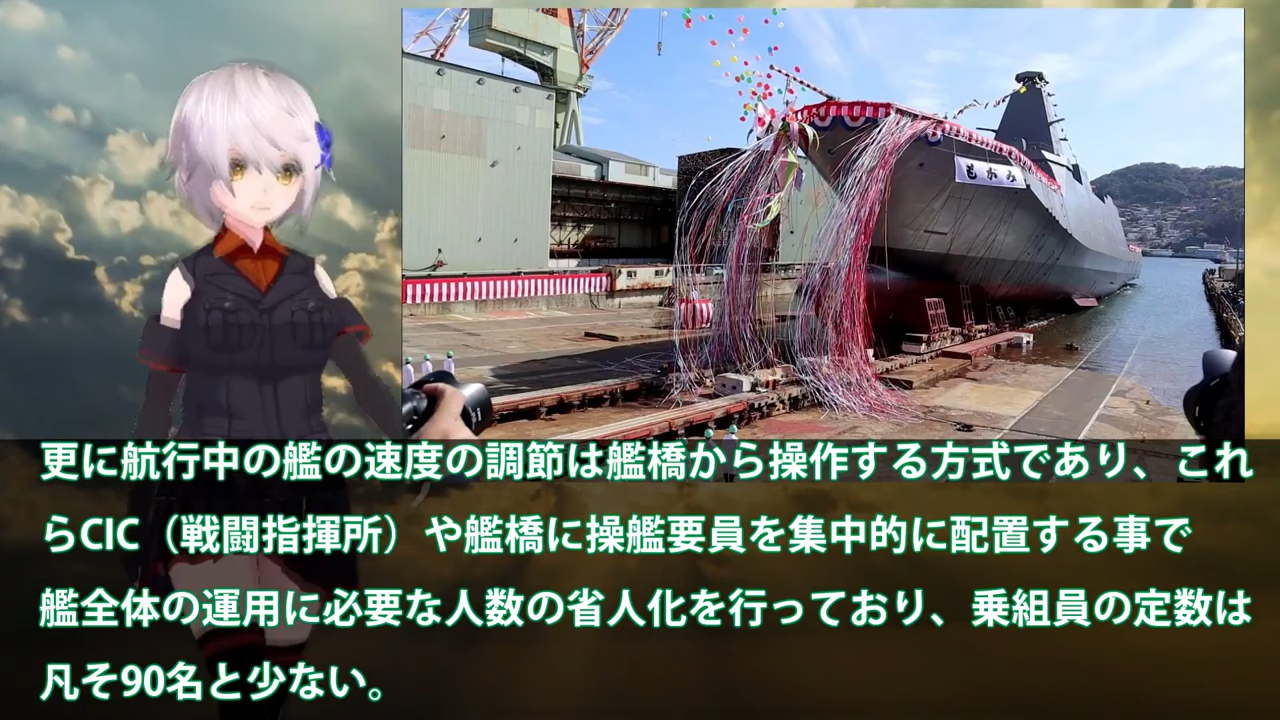 もがみ
更に航行中の艦の速度の調節は艦橋から操作する方式であり、これ
らCIC（戦闘指揮所）や艦橋に操艦要員を集中的に配置する事で
艦全体の運用に必要な人数の省人化を行っており、乗組員の定数は
凡そ90名と少ない。